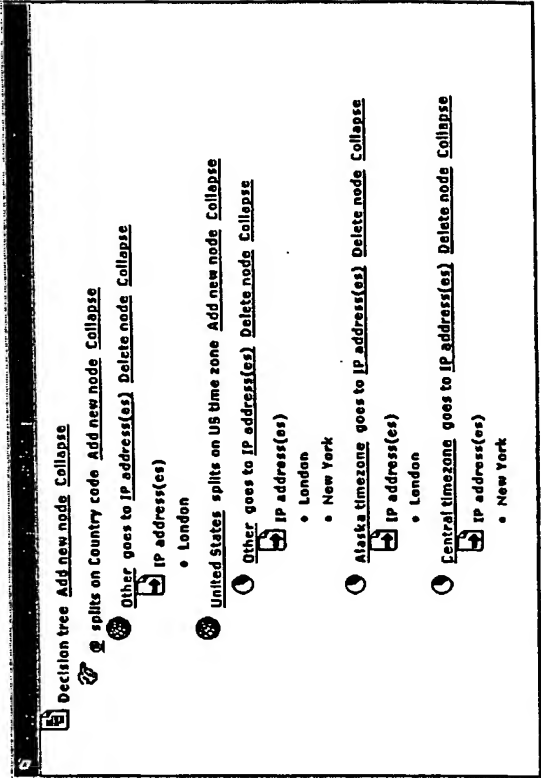 Decision tree Add new node Collapse
@ splits on Country code Add new node Collapse
Other goes to IP address(es) Delete node Collapse
IP address(es)
• London
United States splits on US time zone Add new node Collapse
Other goes to IP address(es) Delete node Collapse
IP address(es)
• London
• New York
Alaska timezone goes to IP address(es) Delete node Collapse
IP address(es)
• London
Central timezone goes to IP address(es) Delete node Collapse
IP address(es)
• New York